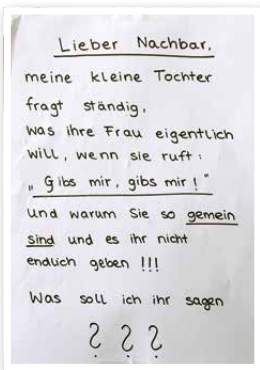 Lieber Nachbar,
meine kleine Tochter
fragt ständig,
was ihre Frau eigentlich
will, wenn sie ruft:
„Gibs mir, gibs mir!"
Und warum Sie so gemein
sind und es ihr nicht
endlich geben !!!
Was soll ich ihr sagen
? ? ?